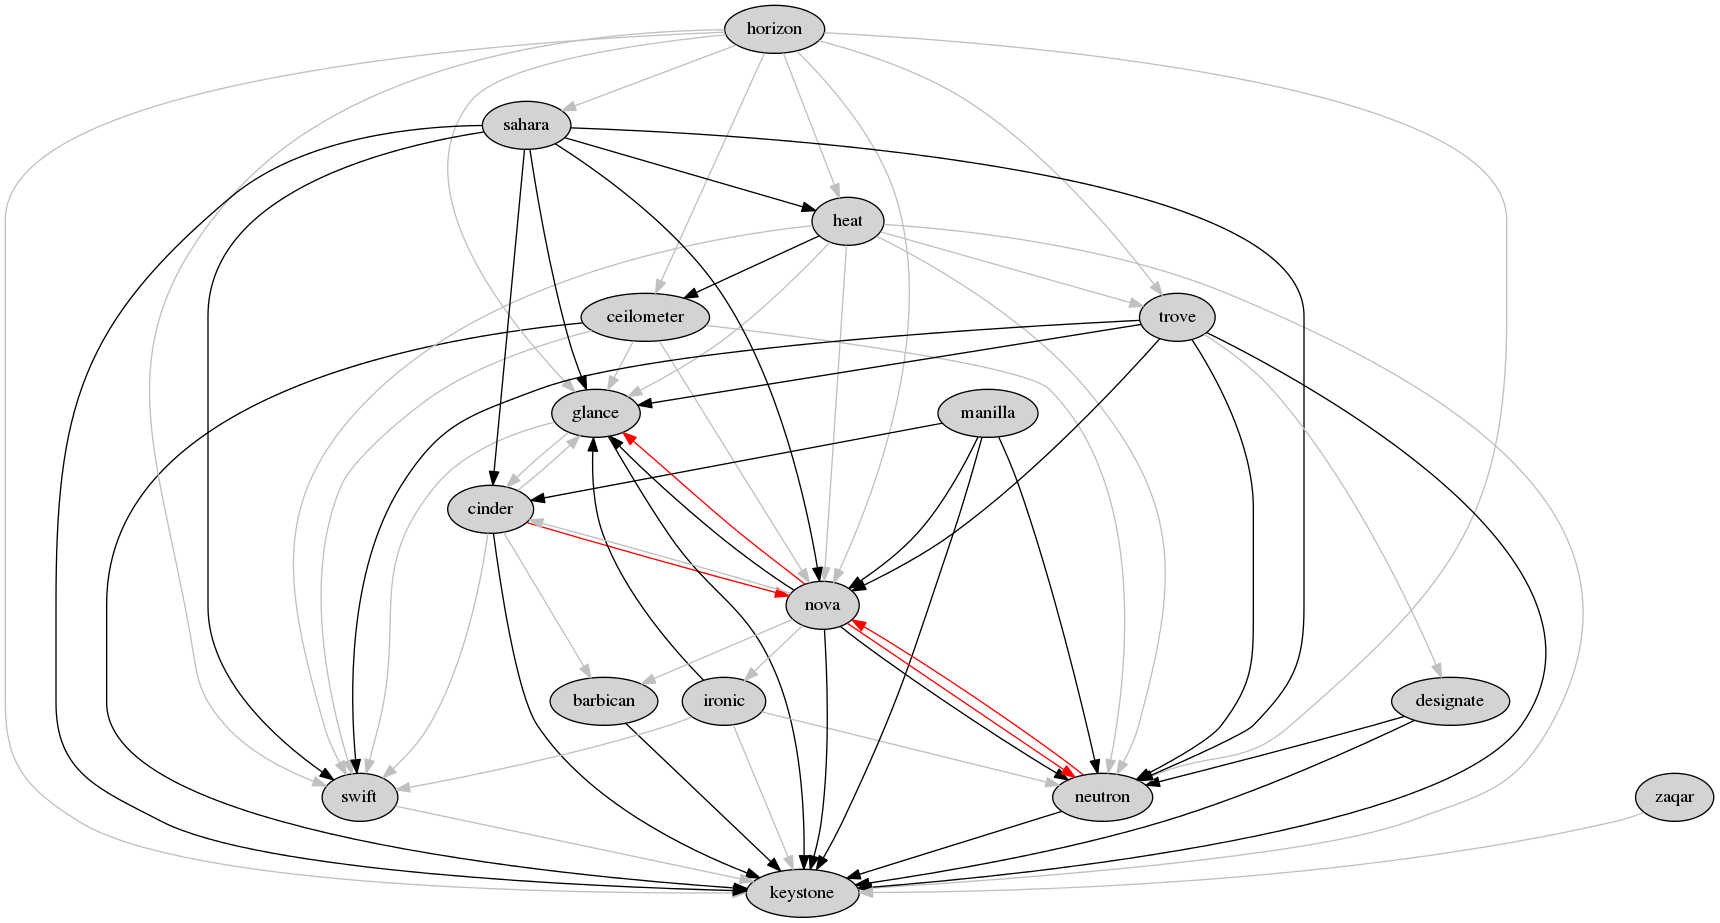 horizon
sahara
heat
ceilometer
trove
glance
manilla
cinder
nova
barbican
ironic
designate
swift
neutron
zaqar
keystone